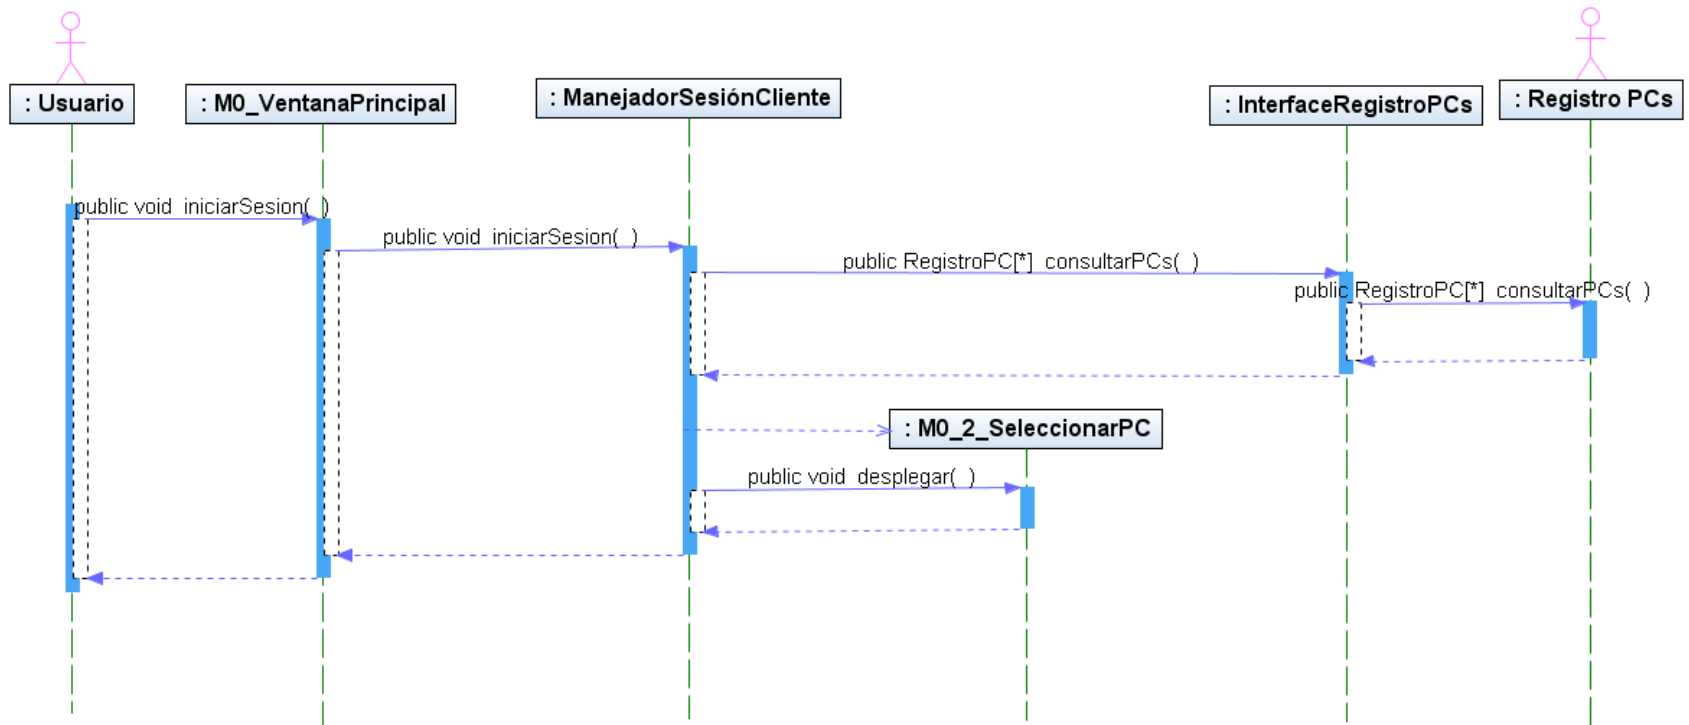 : Usuario
: M0_VentanaPrincipal
: ManejadorSesiónCliente
: InterfaceRegistroPCs
: Registro PCs
public void iniciarSesion( )
public void iniciarSesion( )
public RegistroPC[*] consultarPCs( )
public RegistroPC[*] consultarPCs( )
: M0_2_SeleccionarPC
public void desplegar( )